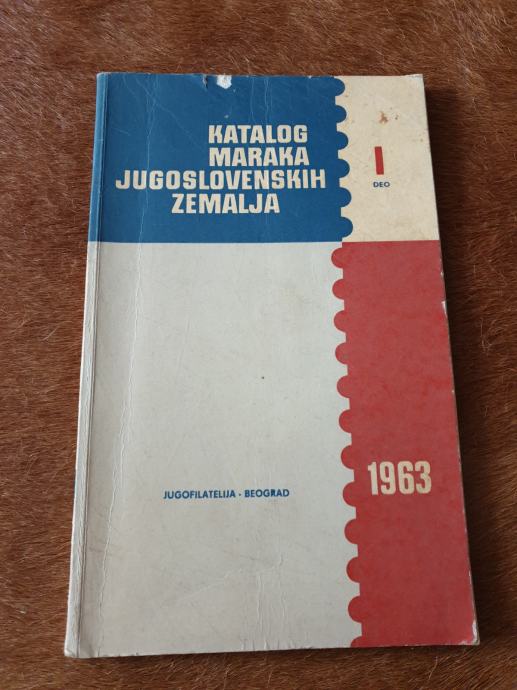 KATALOG
MARAKA
JUGOSLOVENSKIH
ZEMALJA
I
DEO
1963
JUGOFILATELIJA · BEOGRAD